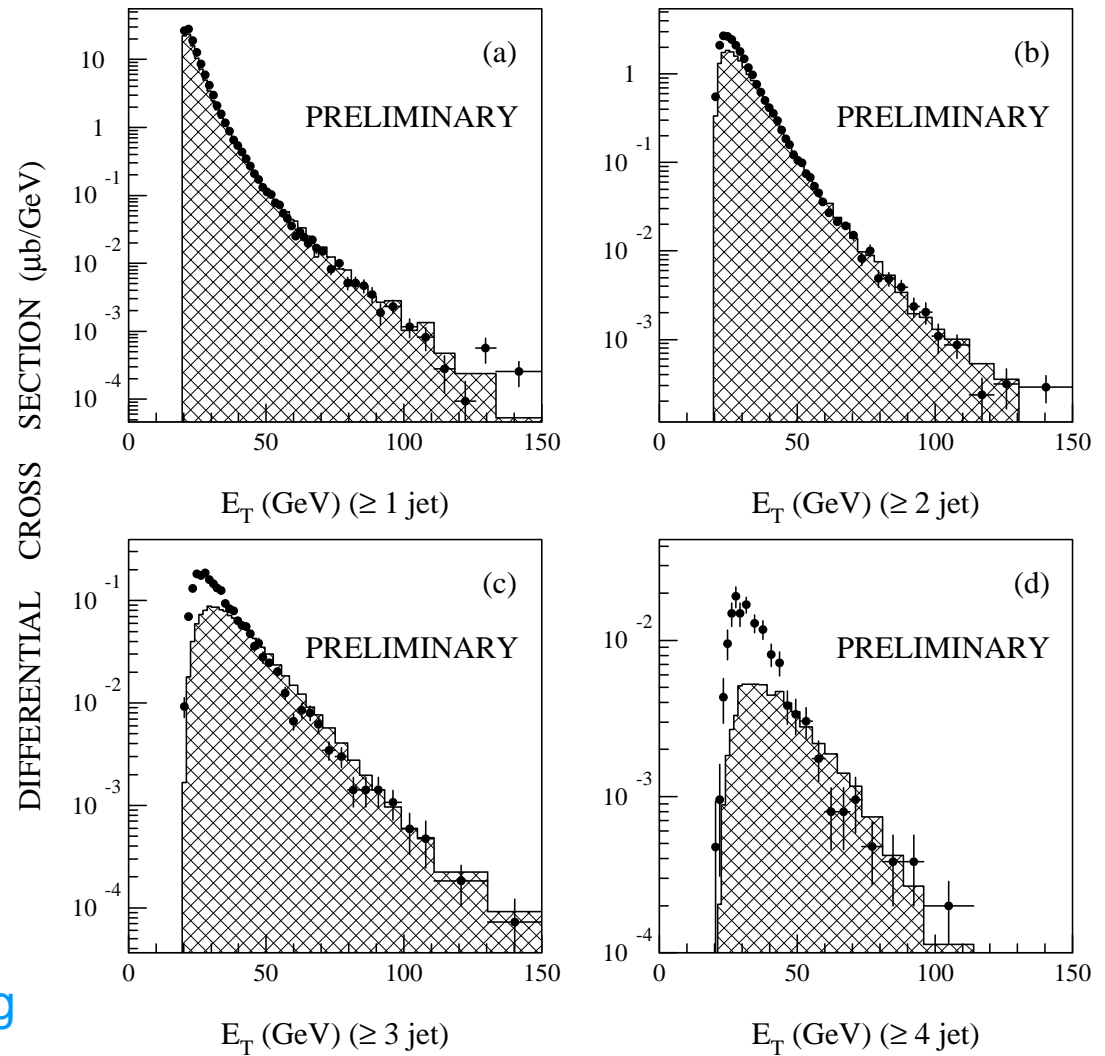 DIFFERENTIAL CROSS SECTION (μb/GeV)
(a)
PRELIMINARY
10
1
10 -1
10 -2
10 -3
10 -4
0 50 100 150
E_T (GeV) (≥ 1 jet)
(b)
PRELIMINARY
1
10 -1
10 -2
10 -3
0 50 100 150
E_T (GeV) (≥ 2 jet)
(c)
PRELIMINARY
10 -1
10 -2
10 -3
10 -4
0 50 100 150
E_T (GeV) (≥ 3 jet)
(d)
PRELIMINARY
10 -2
10 -3
10 -4
0 50 100 150
E_T (GeV) (≥ 4 jet)
g